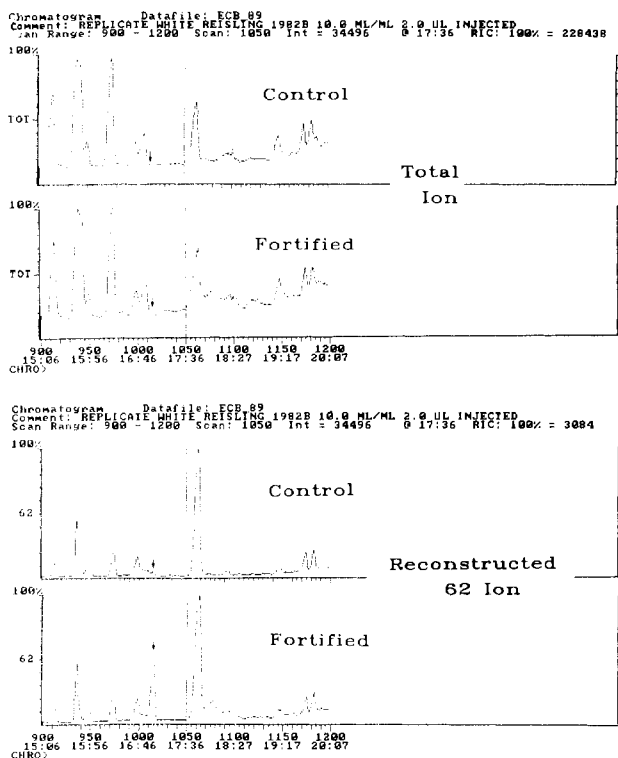 Chromatogram Datafile: ECB 89
Comment: REPLICATE WHITE REISLING 1982B 10.0 ML/ML 2.0 UL INJECTED
can Range: 900 - 1200 Scan: 1050 Int = 34496 @ 17:36 RIC: 100% = 228438
100%
Control
TOT
Total
Ion
100%
Fortified
TOT
900 950 1000 1050 1100 1150 1200
15:06 15:56 16:46 17:36 18:27 19:17 20:07
CHRO>
Chromatogram Datafile: ECB 89
Comment: REPLICATE WHITE REISLING 1982B 10.0 ML/ML 2.0 UL INJECTED
Scan Range: 900 - 1200 Scan: 1050 Int = 34496 @ 17:36 RIC: 100% = 3084
100%
Control
62
Reconstructed
62 Ion
100%
Fortified
62
900 950 1000 1050 1100 1150 1200
15:06 15:56 16:46 17:36 18:27 19:17 20:07
CHRO>